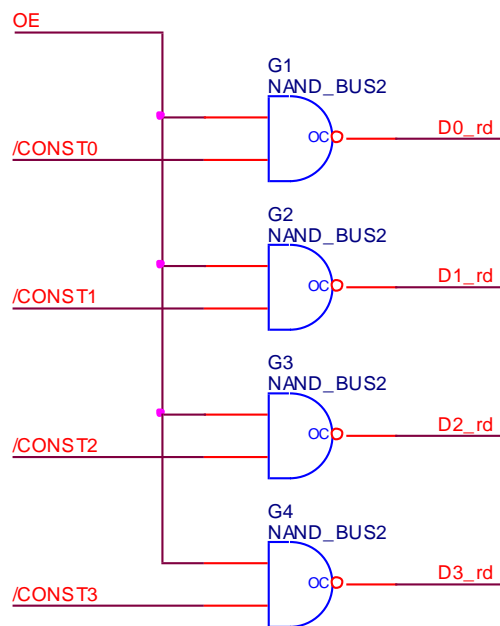 OE
G1
NAND_BUS2
/CONST0
OC
D0_rd
G2
NAND_BUS2
/CONST1
OC
D1_rd
G3
NAND_BUS2
/CONST2
OC
D2_rd
G4
NAND_BUS2
/CONST3
OC
D3_rd